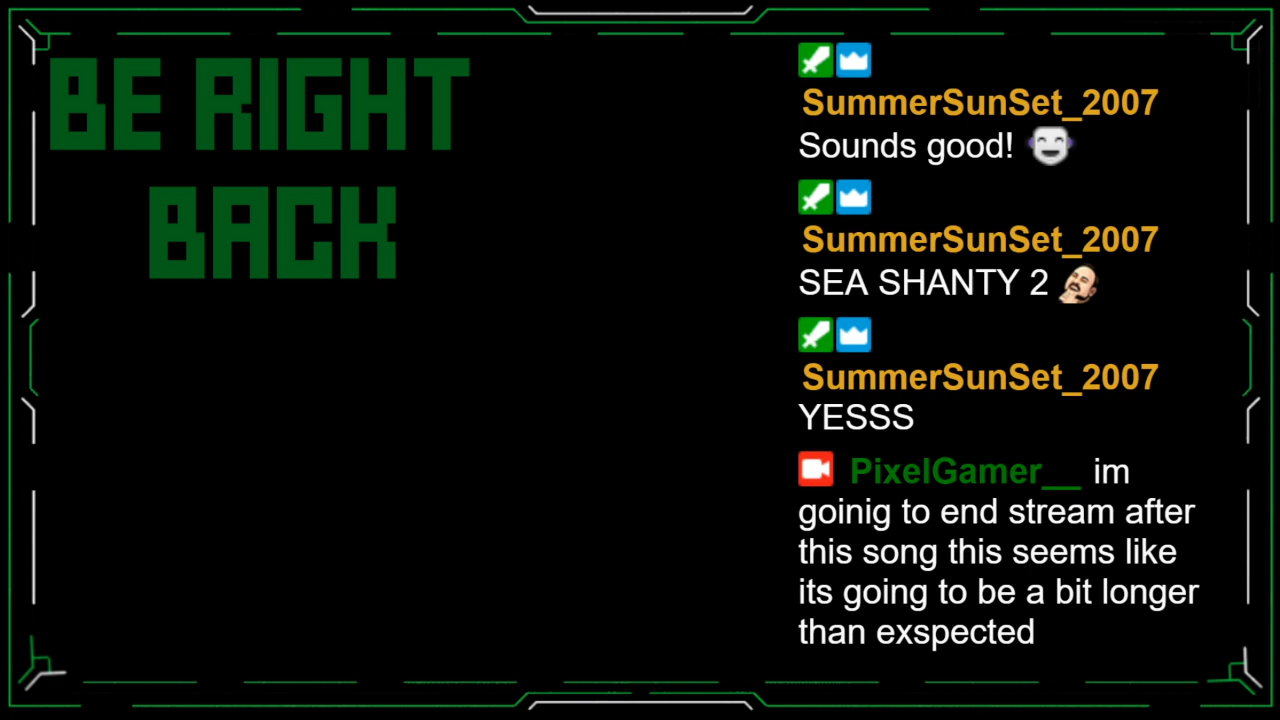 BE RIGHT
BACK
SummerSunSet_2007
Sounds good!
SummerSunSet_2007
SEA SHANTY 2
SummerSunSet_2007
YESSS
PixelGamer__ im
goinig to end stream after
this song this seems like
its going to be a bit longer
than exspected